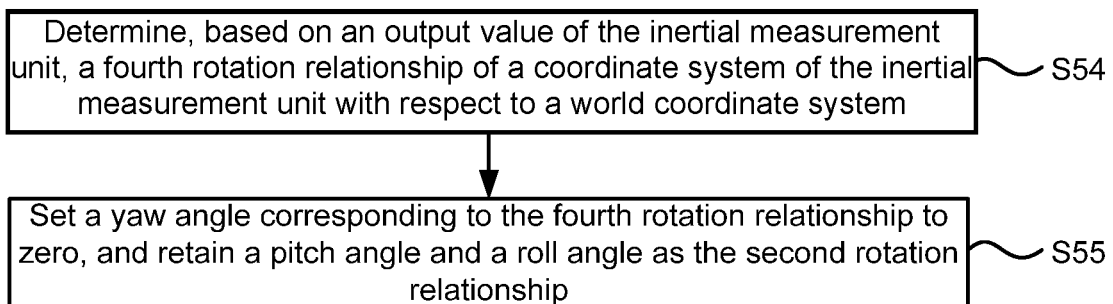 Determine, based on an output value of the inertial measurement
unit, a fourth rotation relationship of a coordinate system of the inertial
measurement unit with respect to a world coordinate system
S54
Set a yaw angle corresponding to the fourth rotation relationship to
zero, and retain a pitch angle and a roll angle as the second rotation
relationship
S55